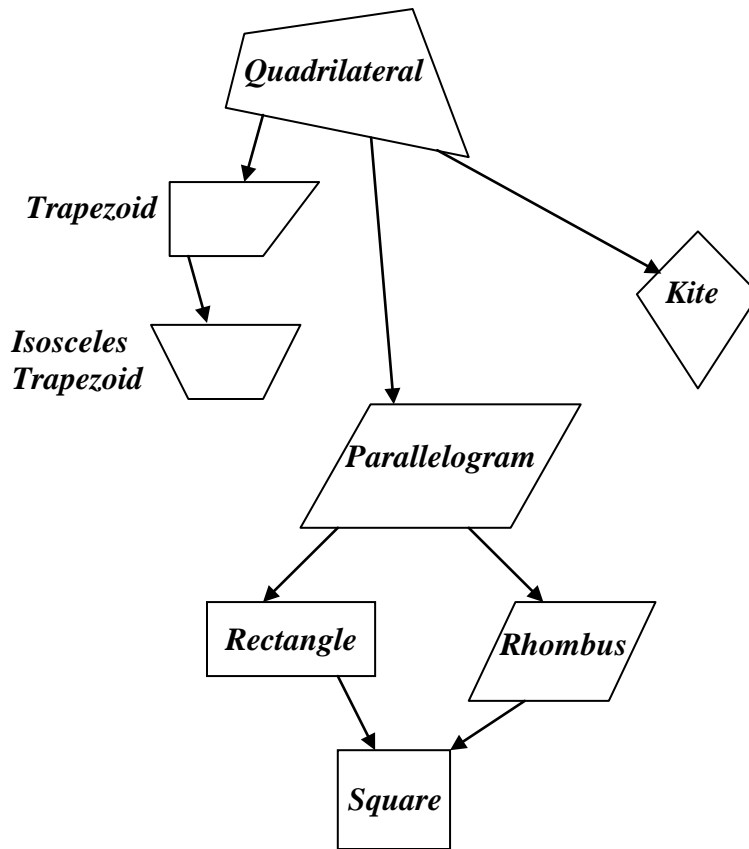 Quadrilateral
Trapezoid
Kite
Isosceles
Trapezoid
Parallelogram
Rectangle
Rhombus
Square